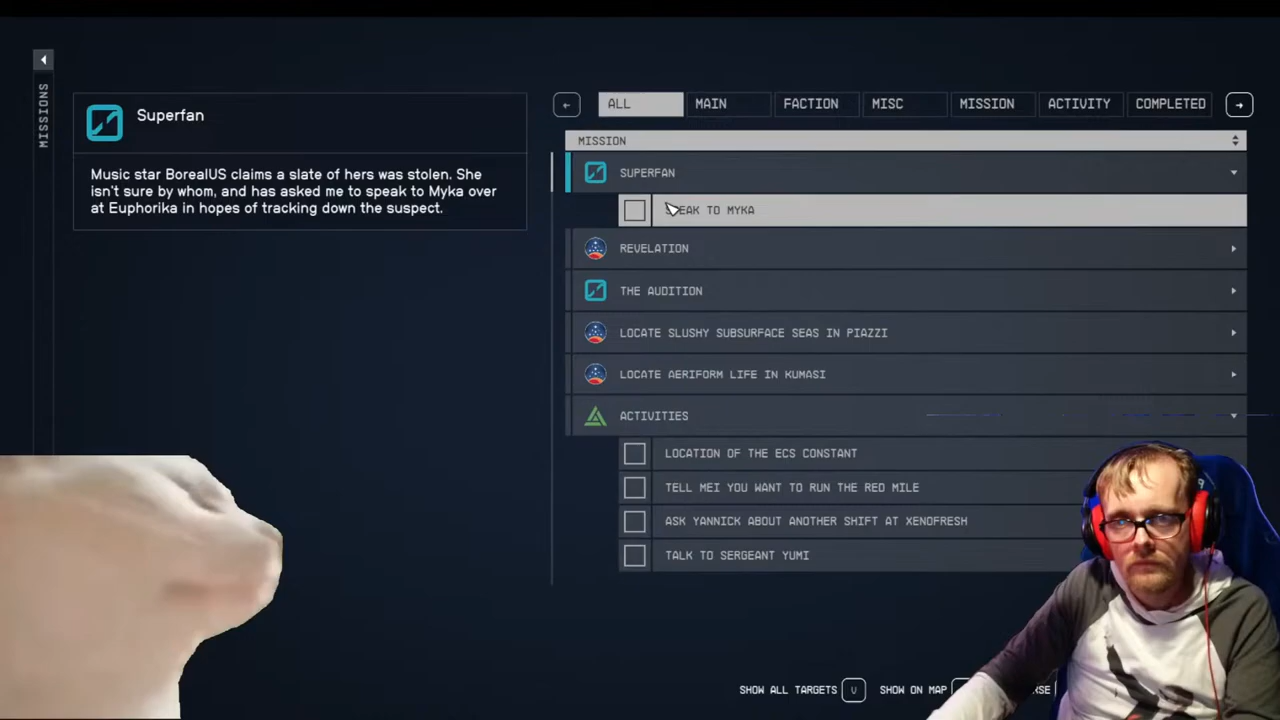 MISSIONS
Superfan
Music star BorealUS claims a slate of hers was stolen. She
isn't sure by whom, and has asked me to speak to Myka over
at Euphorika in hopes of tracking down the suspect.
ALL
MAIN
FACTION
MISC
MISSION
ACTIVITY
COMPLETED
MISSION
SUPERFAN
EAK TO MYKA
REVELATION
THE AUDITION
LOCATE SLUSHY SUBSURFACE SEAS IN PIAZZI
LOCATE AERIFORM LIFE IN KUMASI
ACTIVITIES
LOCATION OF THE ECS CONSTANT
TELL MEI YOU WANT TO RUN THE RED MILE
ASK YANNICK ABOUT ANOTHER SHIFT AT XENOFRESH
TALK TO SERGEANT YUMI
SHOW ALL TARGETS
SHOW ON MAP